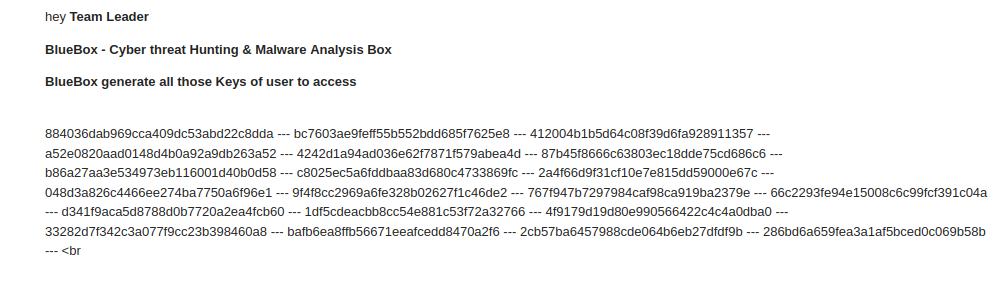 hey Team Leader
BlueBox - Cyber threat Hunting & Malware Analysis Box
BlueBox generate all those Keys of user to access
884036dab969cca409dc53abd22c8dda --- bc7603ae9feff55b552bdd685f7625e8 --- 412004b1b5d64c08f39d6fa928911357 ---
a52e0820aad0148d4b0a92a9db263a52 --- 4242d1a94ad036e62f7871f579abea4d --- 87b45f8666c63803ec18dde75cd686c6 ---
b86a27aa3e534973eb116001d40b0d58 --- c8025ec5a6fddbaa83d680c4733869fc --- 2a4f66d9f31cf10e7e815dd59000e67c ---
048d3a826c4466ee274ba7750a6f96e1 --- 9f4f8cc2969a6fe328b02627f1c46de2 --- 767f947b7297984caf98ca919ba2379e --- 66c2293fe94e15008c6c99fcf391c04a
--- d341f9aca5d8788d0b7720a2ea4fcb60 --- 1df5cdeacbb8cc54e881c53f72a32766 --- 4f9179d19d80e990566422c4c4a0dba0 ---
33282d7f342c3a077f9cc23b398460a8 --- bafb6ea8ffb56671eeafcedd8470a2f6 --- 2cb57ba6457988cde064b6eb27dfdf9b --- 286bd6a659fea3a1af5bced0c069b58b
--- <br